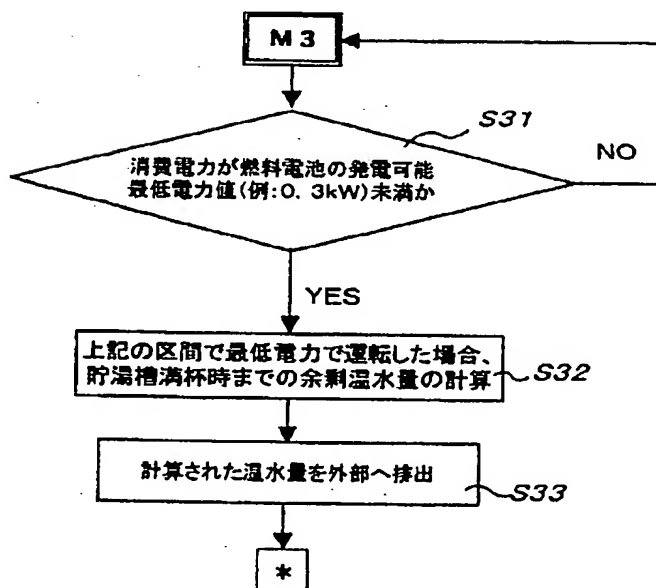 M3
S31
消費電力が燃料電池の発電可能
最低電力値(例:0. 3kW)未満か
NO
YES
上記の区間で最低電力で運転した場合、
貯湯槽満杯時までの余剰温水量の計算
S32
計算された温水量を外部へ排出
S33
*